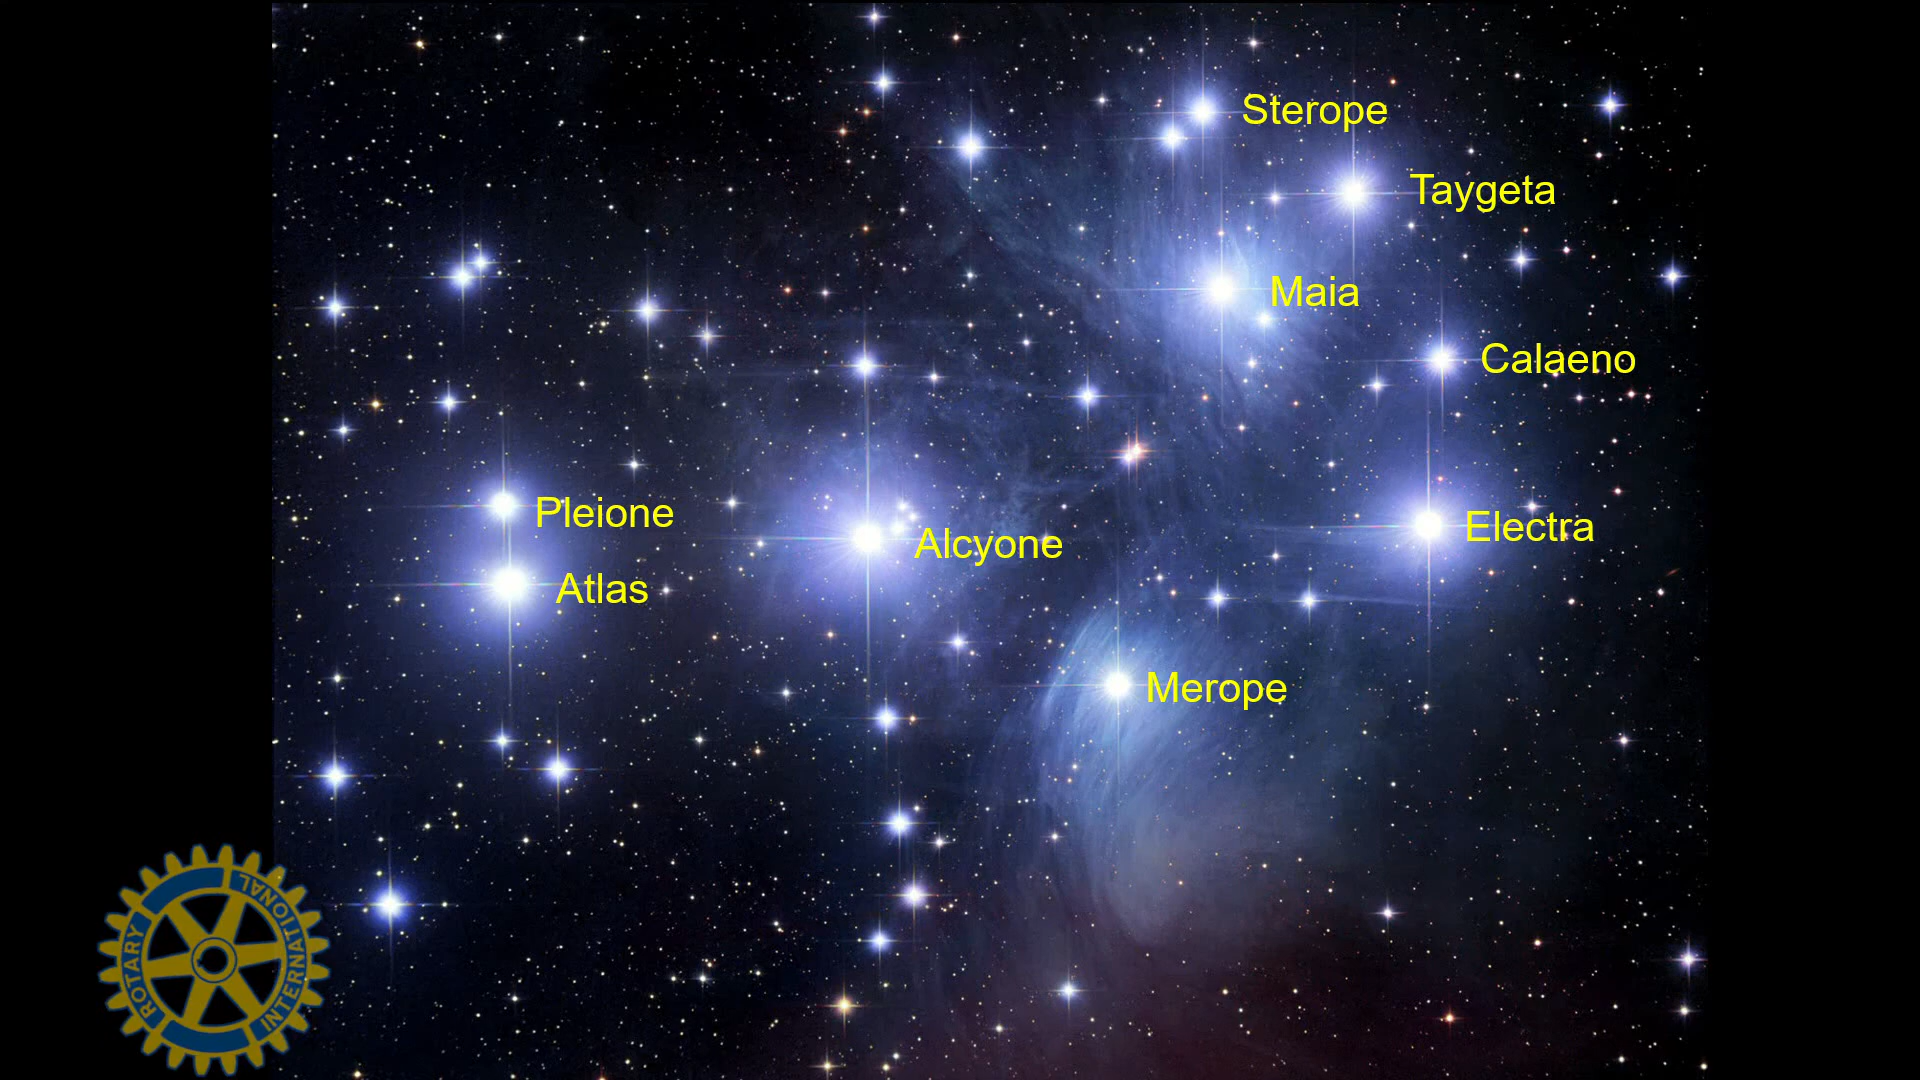 Sterope
Taygeta
Maia
Calaeno
Pleione
Electra
Alcyone
Atlas
Merope
ROTARY
INTERNATIONAL